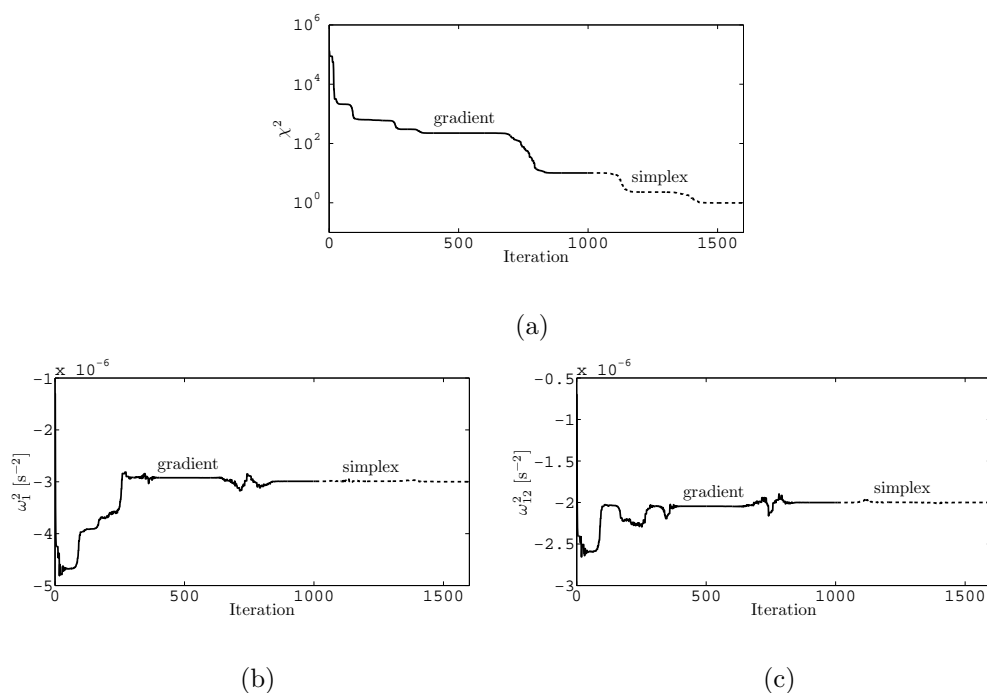 10^6
10^4
10^2
10^0
χ^2
gradient
simplex
0 500 1000 1500
Iteration
(a)
x 10^−6
−1
−2
−3
−4
−5
ω_1^2 [s^−2]
gradient
simplex
0 500 1000 1500
Iteration
(b)
x 10^−6
−0.5
−1
−1.5
−2
−2.5
−3
ω_12^2 [s^−2]
gradient
simplex
0 500 1000 1500
Iteration
(c)